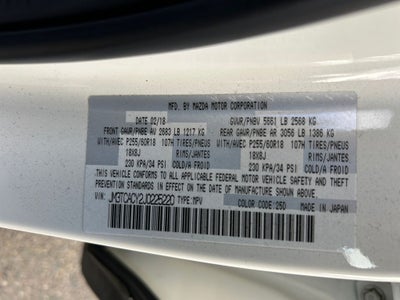 MFD. BY MAZDA MOTOR CORPORATION
DATE: 02/18 GVWR/PNBV 5661 LB 2568 KG
FRONT GAWR/PNBE AV 2683 LB 1217 KG REAR GAWR/PNBE AR 3056 LB 1386 KG
WITH/AVEC P255/60R18 107H TIRES/PNEUS WITH/AVEC P255/60R18 107H TIRES/PNEUS
18X8J RIMS/JANTES 18X8J RIMS/JANTES
230 KPA/34 PSI COLD/A FROID 230 KPA/34 PSI COLD/A FROID
THIS VEHICLE CONFORMS TO ALL APPLICABLE FEDERAL MOTOR VEHICLE SAFETY AND
THEFT PREVENTION STANDARDS IN EFFECT ON THE DATE OF MANUFACTURE SHOWN ABOVE.
VIN: JM3TCACY2J0225220 TYPE: MPV COLOR CODE: 25D MADE IN JAPAN